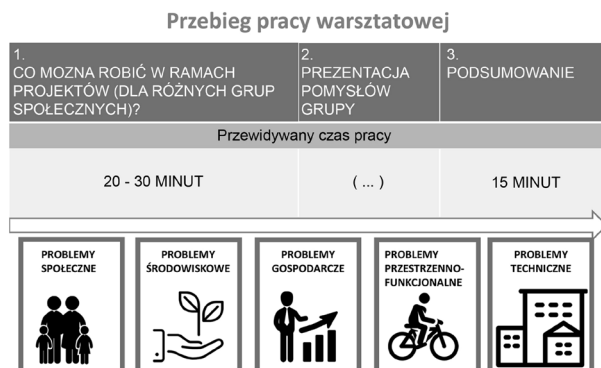 Przebieg pracy warsztatowej
1.
CO MOZNA ROBIĆ W RAMACH
PROJEKTÓW (DLA RÓŻNYCH GRUP
SPOŁECZNYCH)?
2.
PREZENTACJA
POMYSŁÓW
GRUPY
3.
PODSUMOWANIE
Przewidywany czas pracy
20 - 30 MINUT
( ... )
15 MINUT
PROBLEMY
SPOŁECZNE
PROBLEMY
ŚRODOWISKOWE
PROBLEMY
GOSPODARCZE
PROBLEMY
PRZESTRZENNO-
FUNKCJONALNE
PROBLEMY
TECHNICZNE